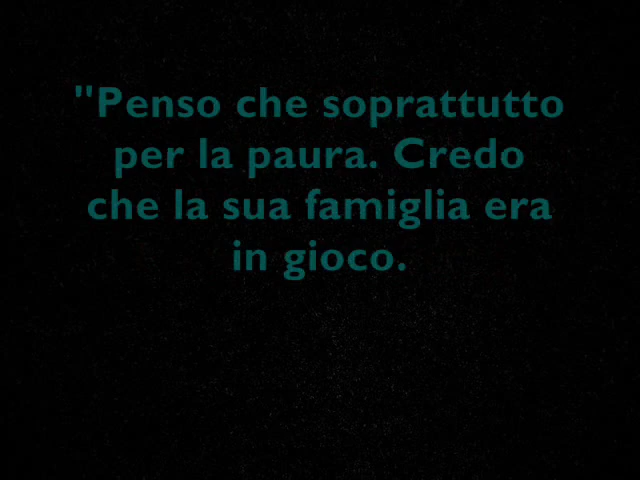 "Penso che soprattutto
per la paura. Credo
che la sua famiglia era
in gioco.